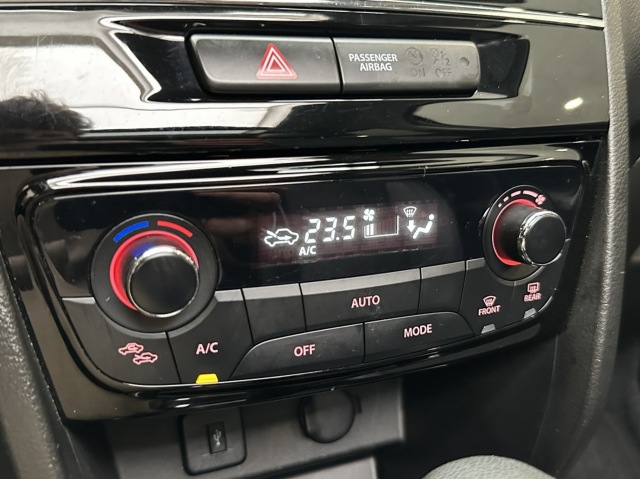 PASSENGER
AIRBAG
ON OFF
23.5
A/C
AUTO
A/C
OFF
MODE
FRONT
REAR